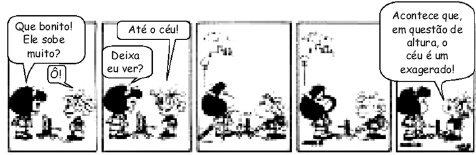 Que bonito!
Ele sobe
muito?
Ô!
Até o céu!
Deixa
eu ver?
Acontece que,
em questão de
altura, o
céu é um
exagerado!